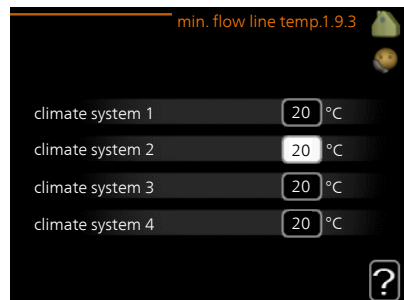 min. flow line temp.1.9.3
climate system 1 20 °C
climate system 2 20 °C
climate system 3 20 °C
climate system 4 20 °C
?